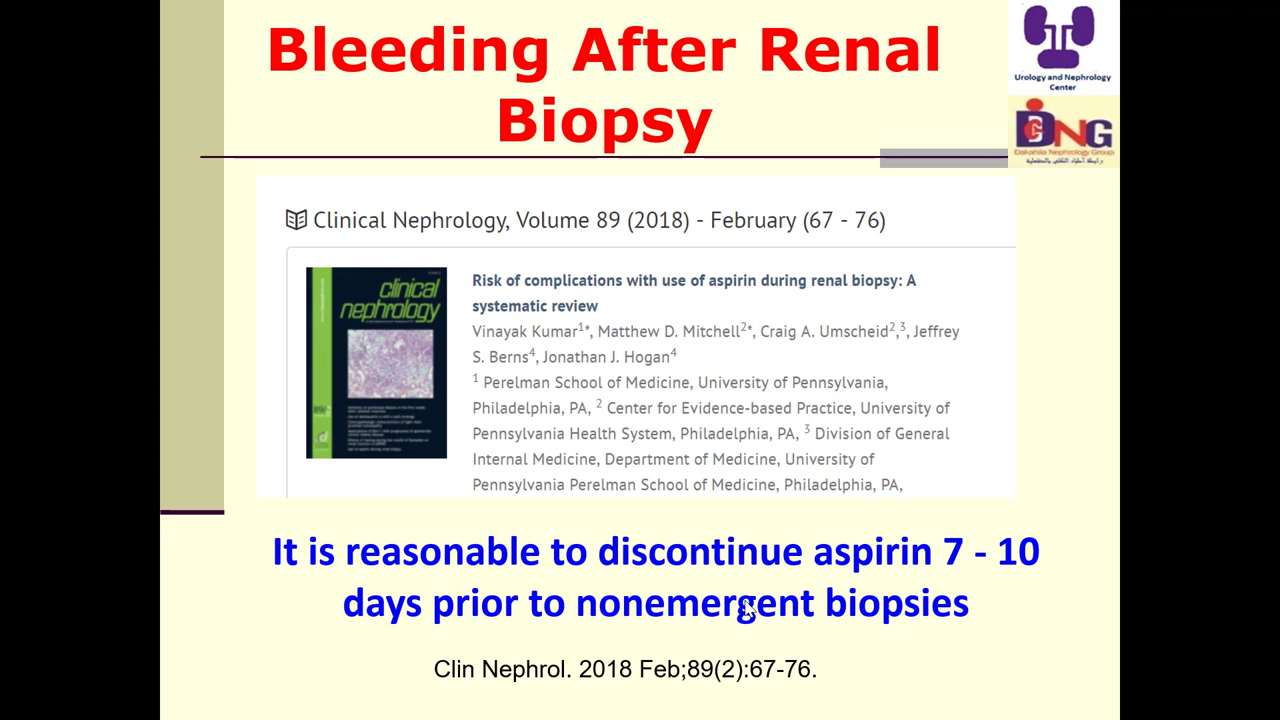 Bleeding After Renal
Biopsy
Urology and Nephrology
Center
DNG
Dakahlia Nephrology Group
Clinical Nephrology, Volume 89 (2018) - February (67 - 76)
clinical
nephrology
Risk of complications with use of aspirin during renal biopsy: A
systematic review
Vinayak Kumar1*, Matthew D. Mitchell2*, Craig A. Umscheid2,3, Jeffrey
S. Berns4, Jonathan J. Hogan4
1 Perelman School of Medicine, University of Pennsylvania,
Philadelphia, PA, 2 Center for Evidence-based Practice, University of
Pennsylvania Health System, Philadelphia, PA, 3 Division of General
Internal Medicine, Department of Medicine, University of
Pennsylvania Perelman School of Medicine, Philadelphia, PA,
It is reasonable to discontinue aspirin 7 - 10
days prior to nonemergent biopsies
Clin Nephrol. 2018 Feb;89(2):67-76.